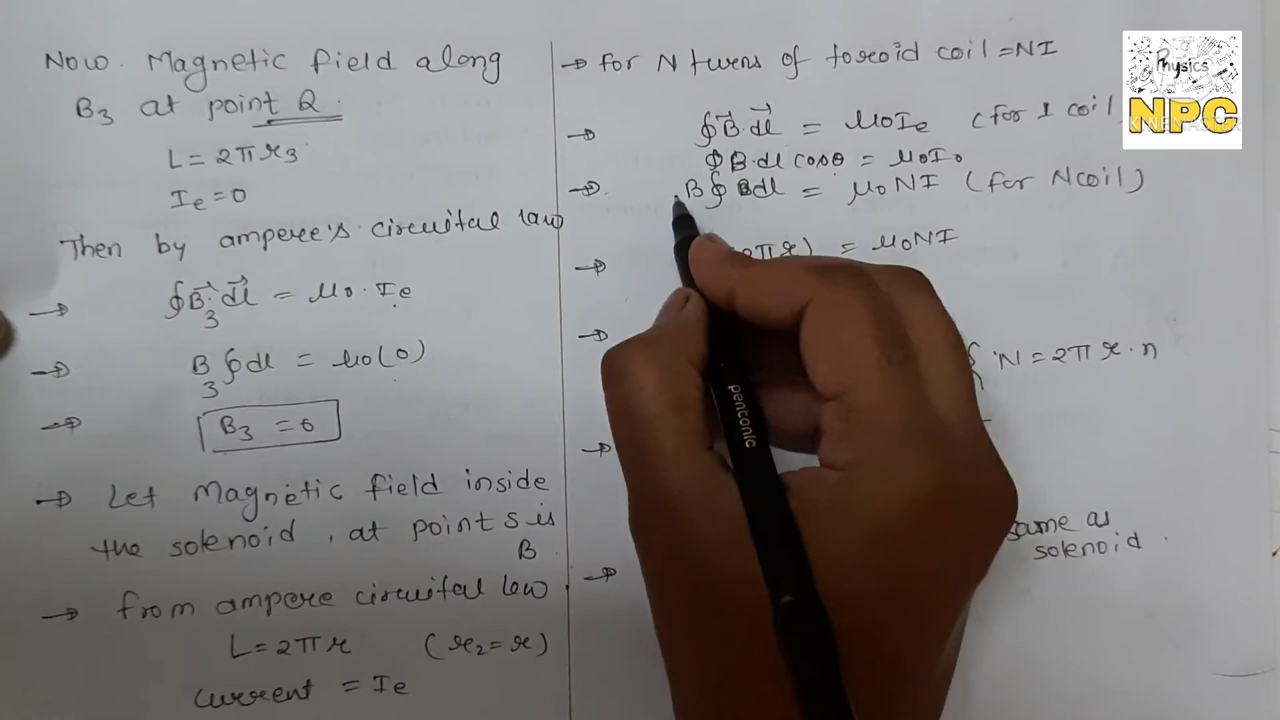 Now. Magnetic field along
B₃ at point Q.
L = 2πr₃
Iₑ = 0
Then by ampere's circuital law
∮B⃗₃·dl⃗ = μ₀·Iₑ
B₃∮dl = μ₀(0)
B₃ = 0
→ Let Magnetic field inside
the solenoid, at point S is
B
→ from ampere circuital law
L = 2πr (r₂ = r)
Current = Iₑ
→ for N turns of toroid coil = NI
→ ∮B⃗·dl⃗ = μ₀Iₑ (for 1 coil
∮B·dl cosθ = μ₀I₀
→ B∮dl = μ₀NI (for N coil)
→ 2πr) = μ₀NI
→ N = 2πr·n
→ same as
solenoid.
Physics
NPC
pentonic